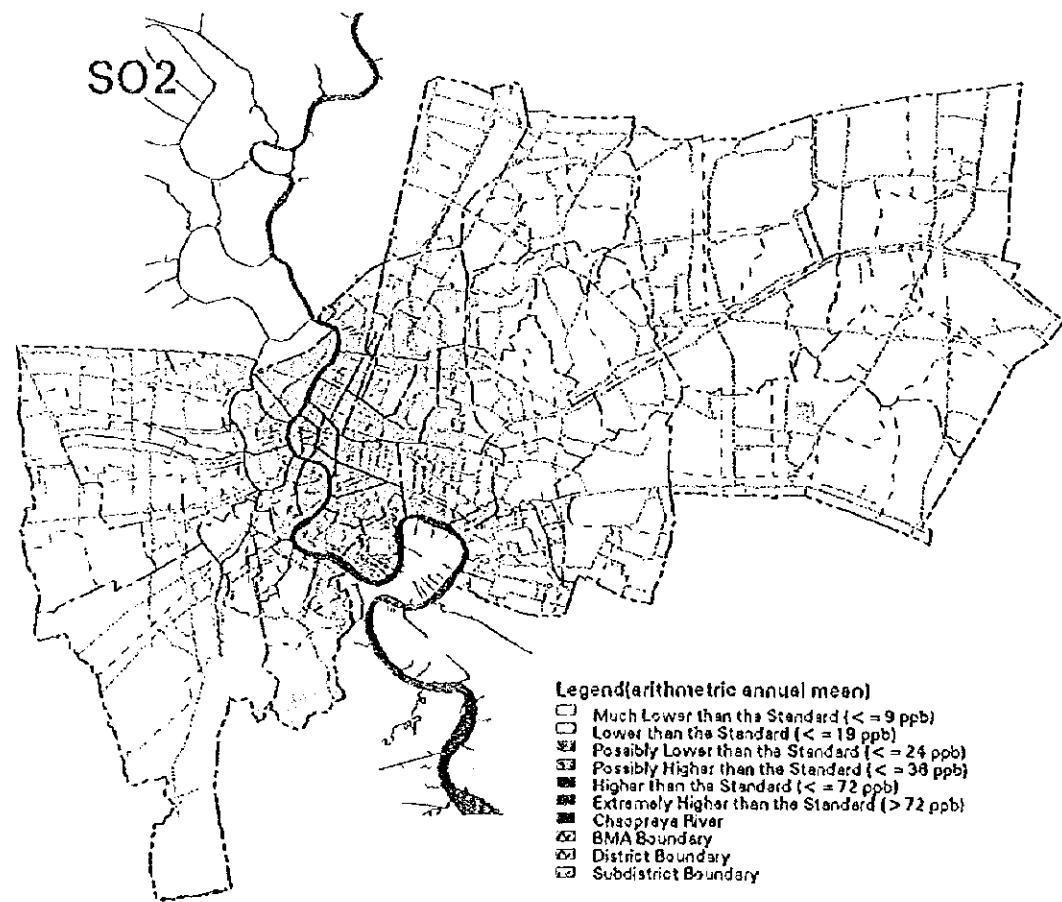 SO2
Legend(arithmetric annual mean)
Much Lower than the Standard (< = 9 ppb)
Lower than the Standard (< = 19 ppb)
Possibly Lower than the Standard (< = 24 ppb)
Possibly Higher than the Standard (< = 36 ppb)
Higher than the Standard (< = 72 ppb)
Extremely Higher than the Standard (> 72 ppb)
Chaopraya River
BMA Boundary
District Boundary
Subdistrict Boundary